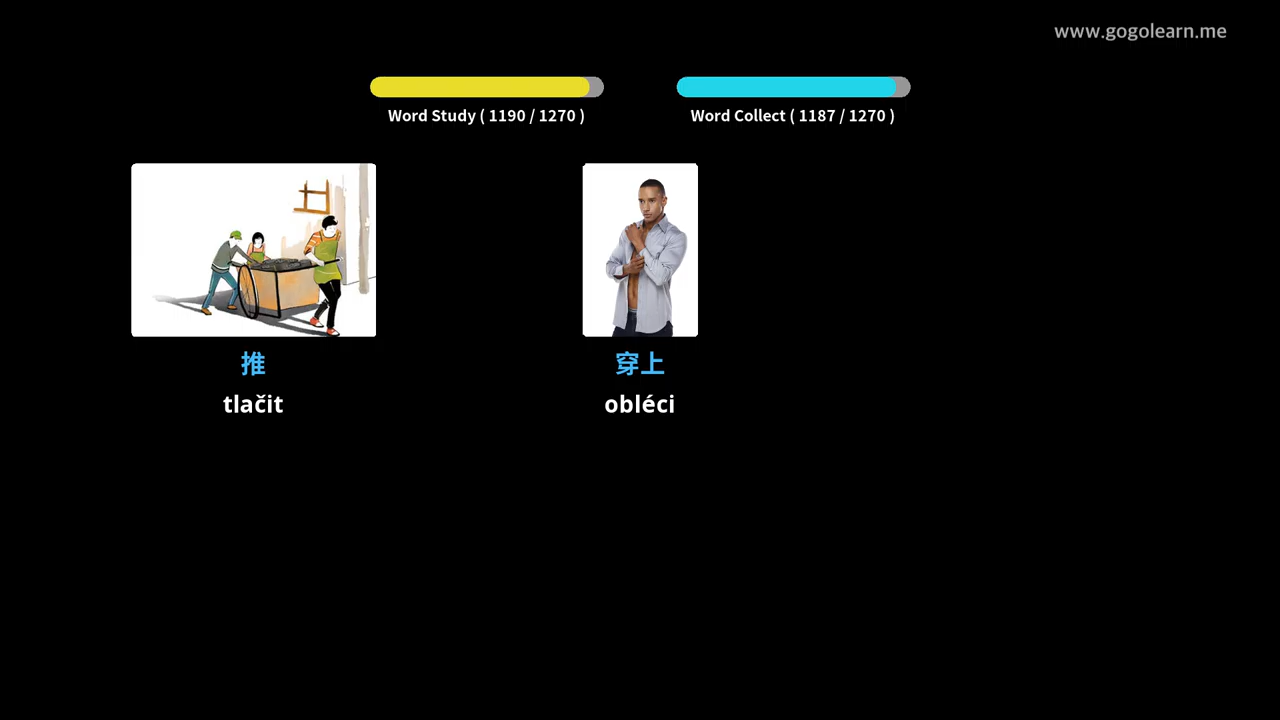 www.gogolearn.me
Word Study ( 1190 / 1270 )
Word Collect ( 1187 / 1270 )
推
tlačit
穿上
obléci